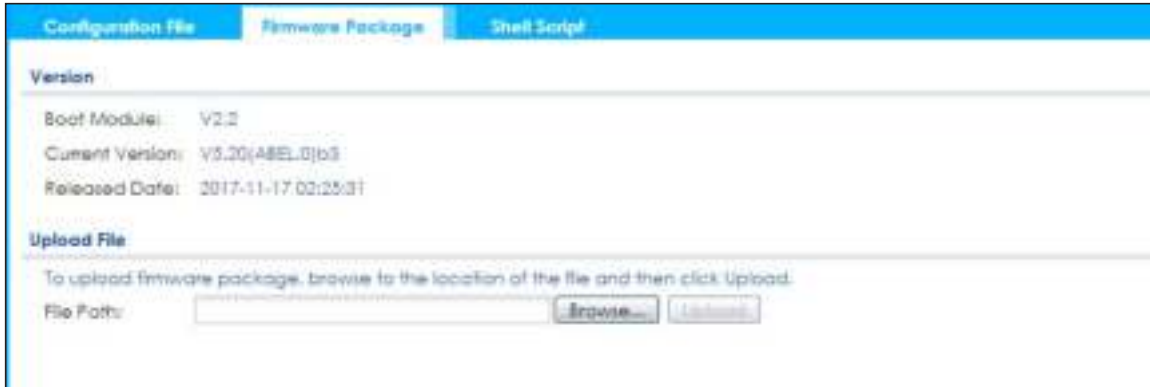 Configuration File Firmware Package Shell Script
Version
Boot Module: V2.2
Current Version: V5.20(ABEL.0)b3
Released Date: 2017-11-17 02:25:31
Upload File
To upload firmware package, browse to the location of the file and then click Upload.
File Path: Browse... Upload